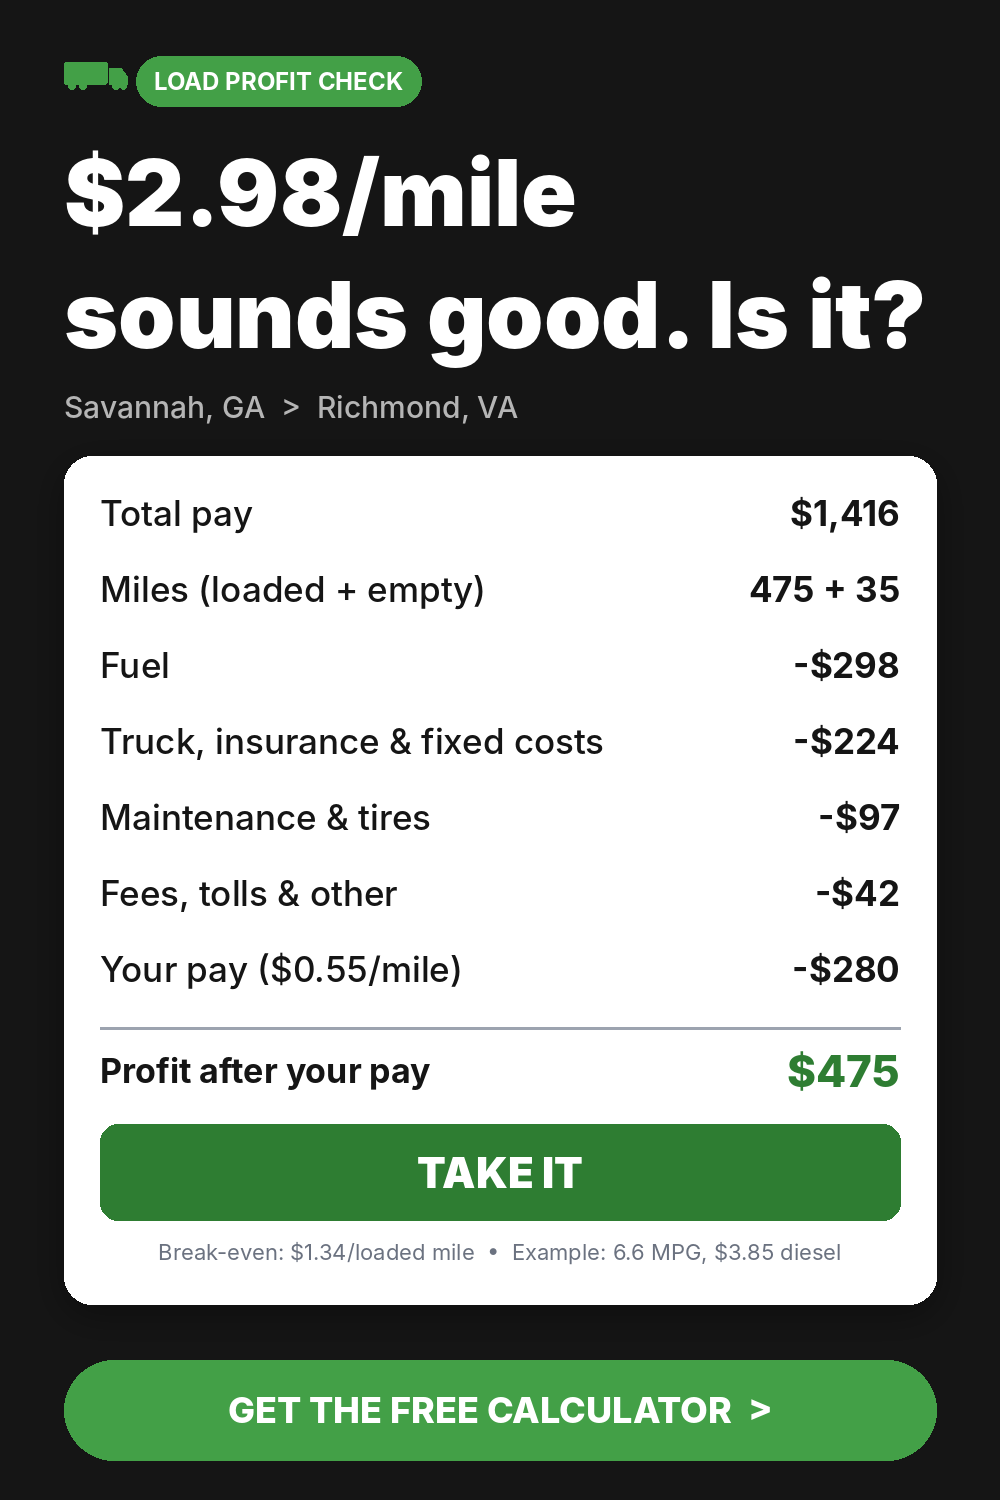 LOAD PROFIT CHECK
$2.98/mile
sounds good. Is it?
Savannah, GA > Richmond, VA
Total pay $1,416
Miles (loaded + empty) 475 + 35
Fuel -$298
Truck, insurance & fixed costs -$224
Maintenance & tires -$97
Fees, tolls & other -$42
Your pay ($0.55/mile) -$280
Profit after your pay $475
TAKE IT
Break-even: $1.34/loaded mile • Example: 6.6 MPG, $3.85 diesel
GET THE FREE CALCULATOR >